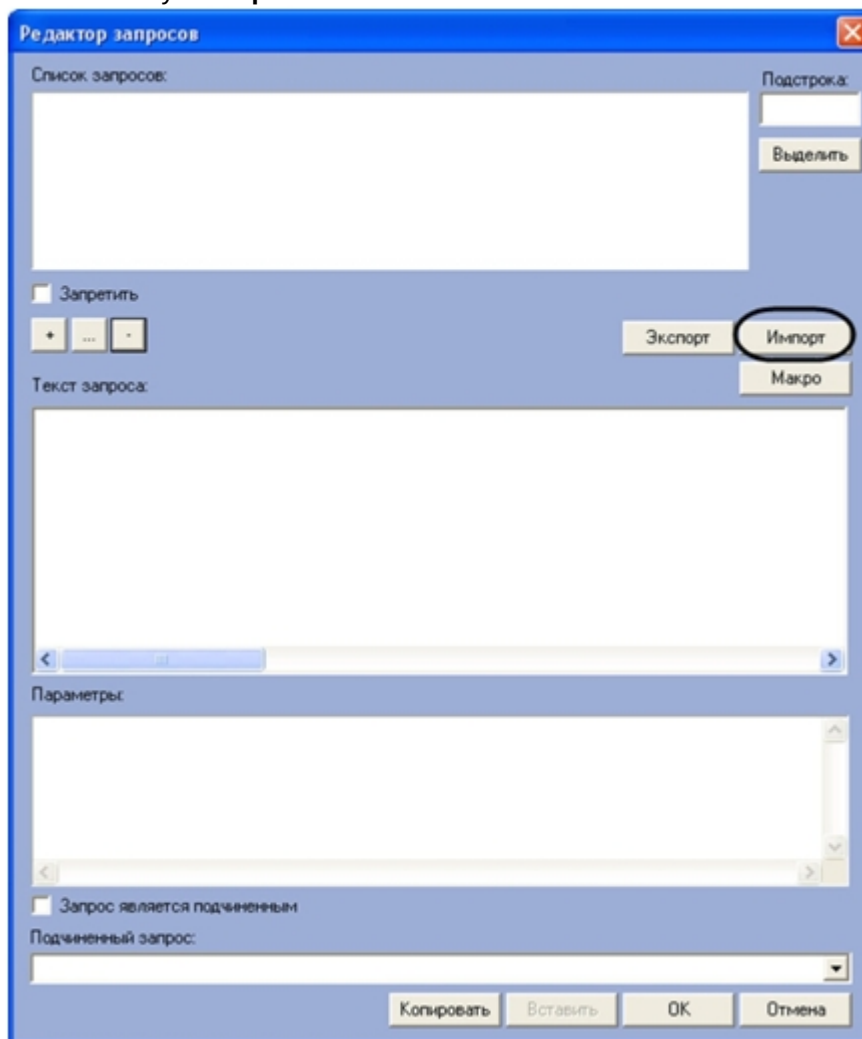 Редактор запросов
Список запросов:
Подстрока:
Выделить
Запретить
+ ... -
Экспорт Импорт
Макро
Текст запроса:
Параметры:
Запрос является подчиненным
Подчиненный запрос:
Копировать Вставить OK Отмена